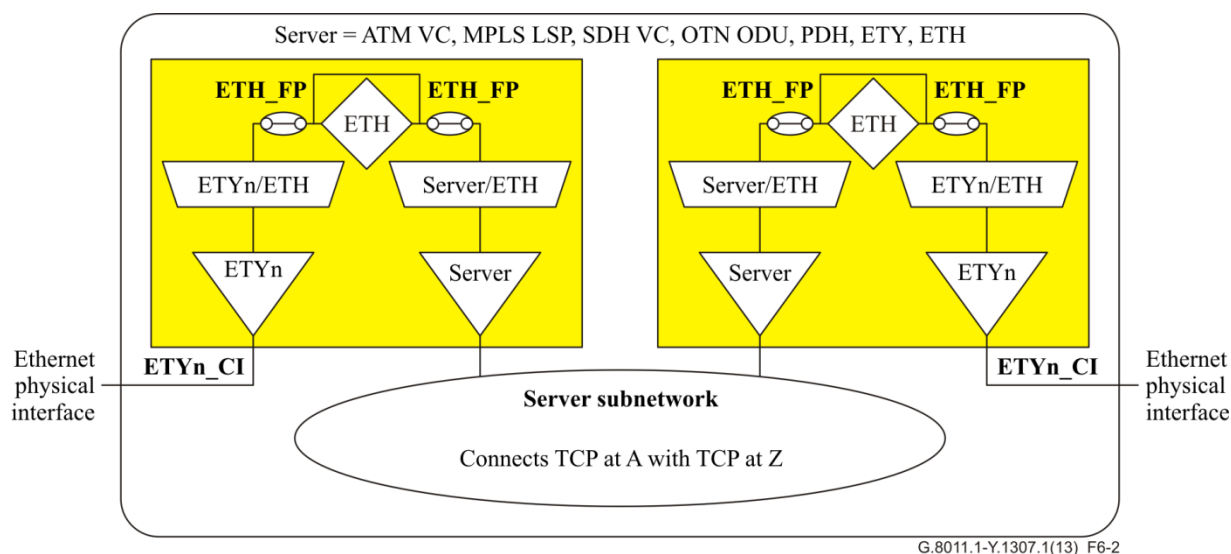 Server = ATM VC, MPLS LSP, SDH VC, OTN ODU, PDH, ETY, ETH
ETH_FP
ETH_FP
ETH
ETYn/ETH
Server/ETH
ETYn
Server
ETYn_CI
Ethernet
physical
interface
ETH_FP
ETH_FP
ETH
Server/ETH
ETYn/ETH
Server
ETYn
ETYn_CI
Ethernet
physical
interface
Server subnetwork
Connects TCP at A with TCP at Z
G.8011.1-Y.1307.1(13) F6-2